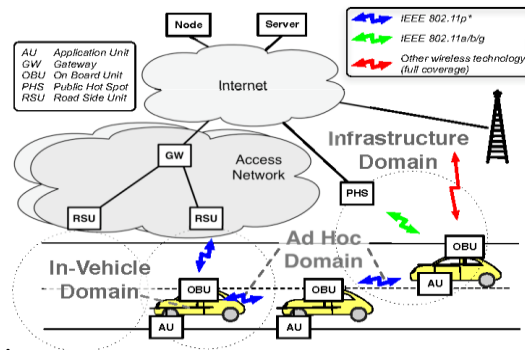 Node
Server
IEEE 802.11p*
IEEE 802.11a/b/g
Other wireless technology
(full coverage)
AU Application Unit
GW Gateway
OBU On Board Unit
PHS Public Hot Spot
RSU Road Side Unit
Internet
Infrastructure
Domain
GW
Access
Network
PHS
RSU
RSU
Ad Hoc
Domain
OBU
AU
In-Vehicle
Domain
OBU
OBU
AU
AU